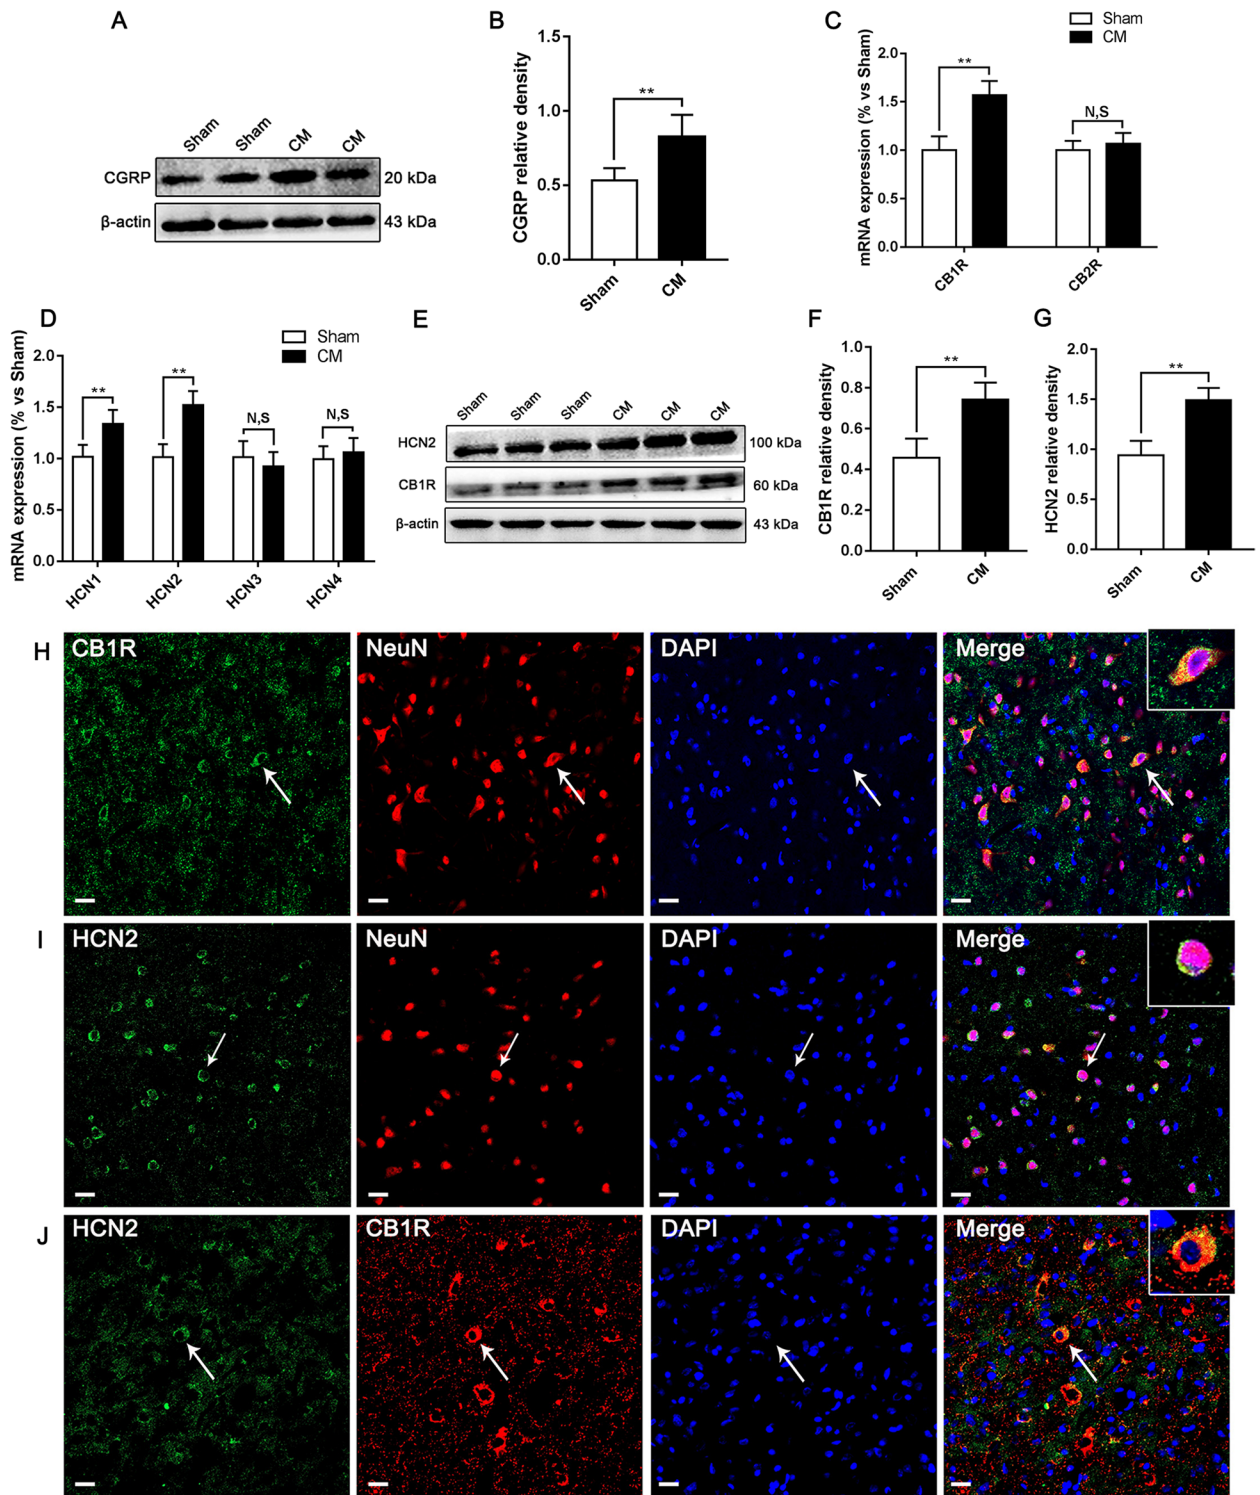 A
Sham Sham CM CM
CGRP 20 kDa
β-actin 43 kDa
B
CGRP relative density
1.5
1.0
0.5
0.0
**
Sham CM
C
Sham
CM
mRNA expression (% vs Sham)
2.0
1.5
1.0
0.5
0.0
**
N,S
CB1R CB2R
D
Sham
CM
mRNA expression (% vs Sham)
2.0
1.5
1.0
0.5
0.0
** ** N,S N,S
HCN1 HCN2 HCN3 HCN4
E
Sham Sham Sham CM CM CM
HCN2 100 kDa
CB1R 60 kDa
β-actin 43 kDa
F
CB1R relative density
1.0
0.8
0.6
0.4
0.2
0.0
**
Sham CM
G
HCN2 relative density
2.0
1.5
1.0
0.5
0.0
**
Sham CM
H CB1R NeuN DAPI Merge
I HCN2 NeuN DAPI Merge
J HCN2 CB1R DAPI Merge